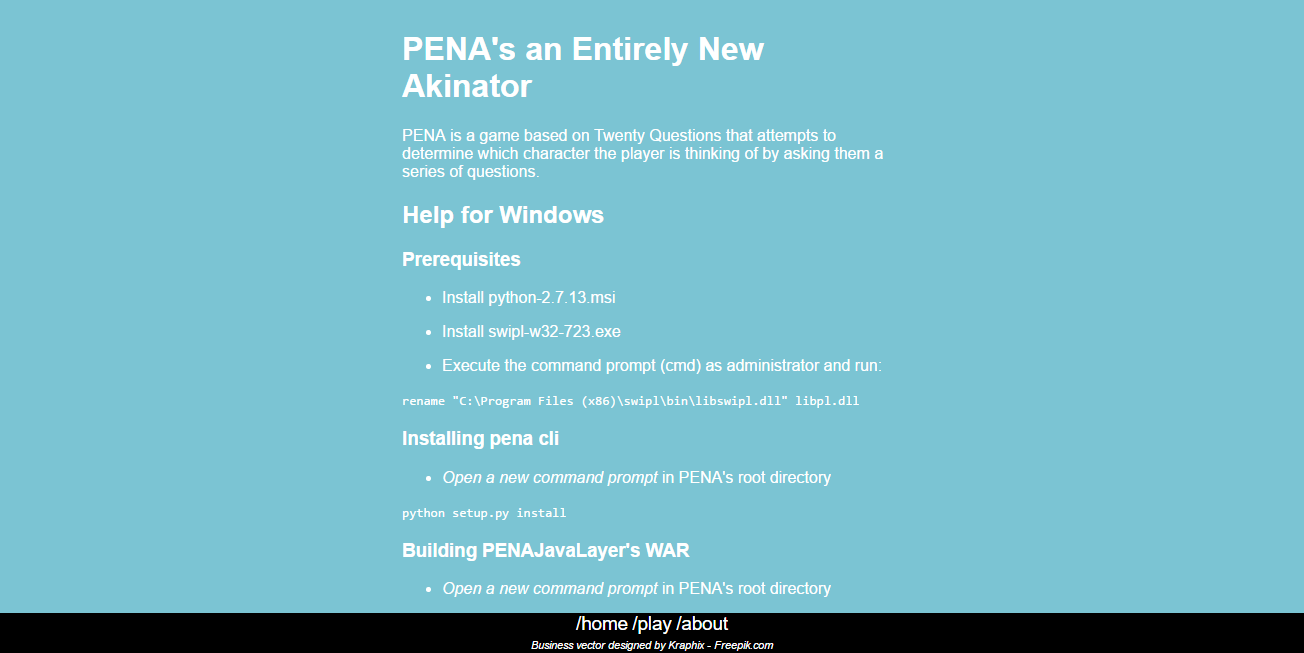 PENA's an Entirely New
Akinator
PENA is a game based on Twenty Questions that attempts to
determine which character the player is thinking of by asking them a
series of questions.
Help for Windows
Prerequisites
• Install python-2.7.13.msi
• Install swipl-w32-723.exe
• Execute the command prompt (cmd) as administrator and run:
rename "C:\Program Files (x86)\swipl\bin\libswipl.dll" libpl.dll
Installing pena cli
• Open a new command prompt in PENA's root directory
python setup.py install
Building PENAJavaLayer's WAR
• Open a new command prompt in PENA's root directory
/home /play /about
Business vector designed by Kraphix - Freepik.com